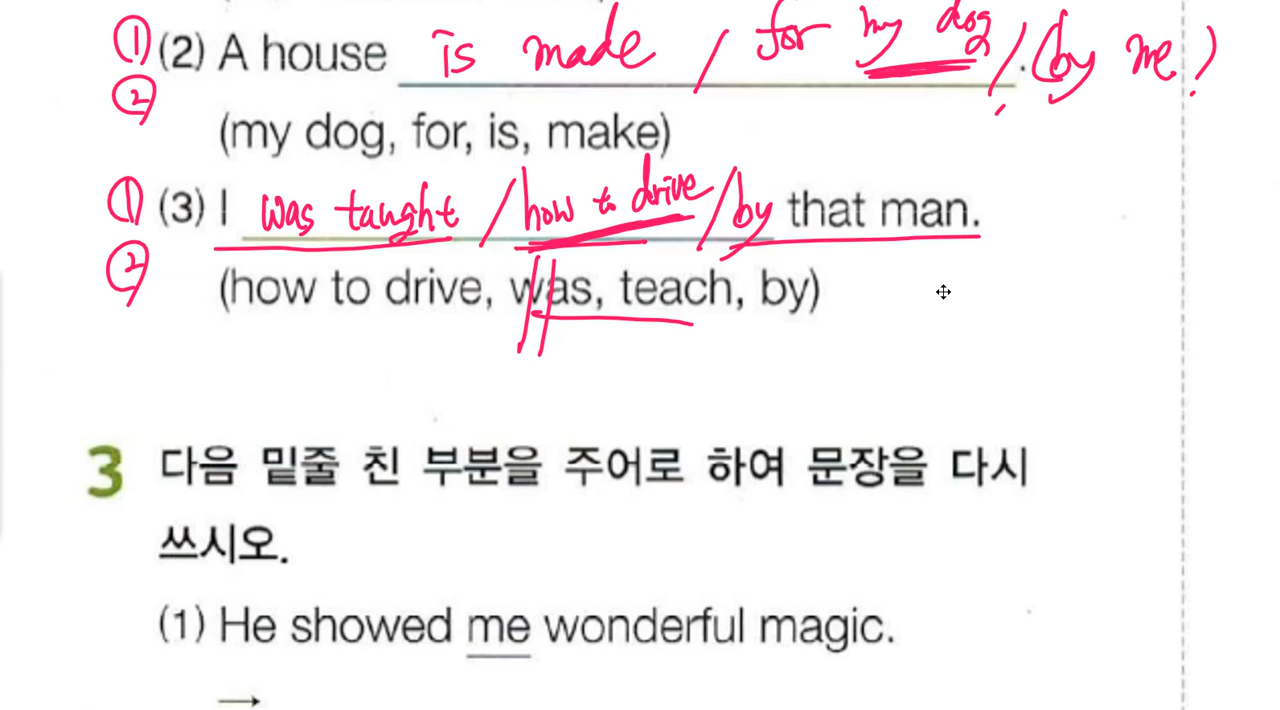 ① (2) A house is made / for my dog / . (by me.)
② (my dog, for, is, make)
① (3) I was taught / how to drive / by that man.
② (how to drive, was, teach, by)
3 다음 밑줄 친 부분을 주어로 하여 문장을 다시
쓰시오.
(1) He showed me wonderful magic.
→